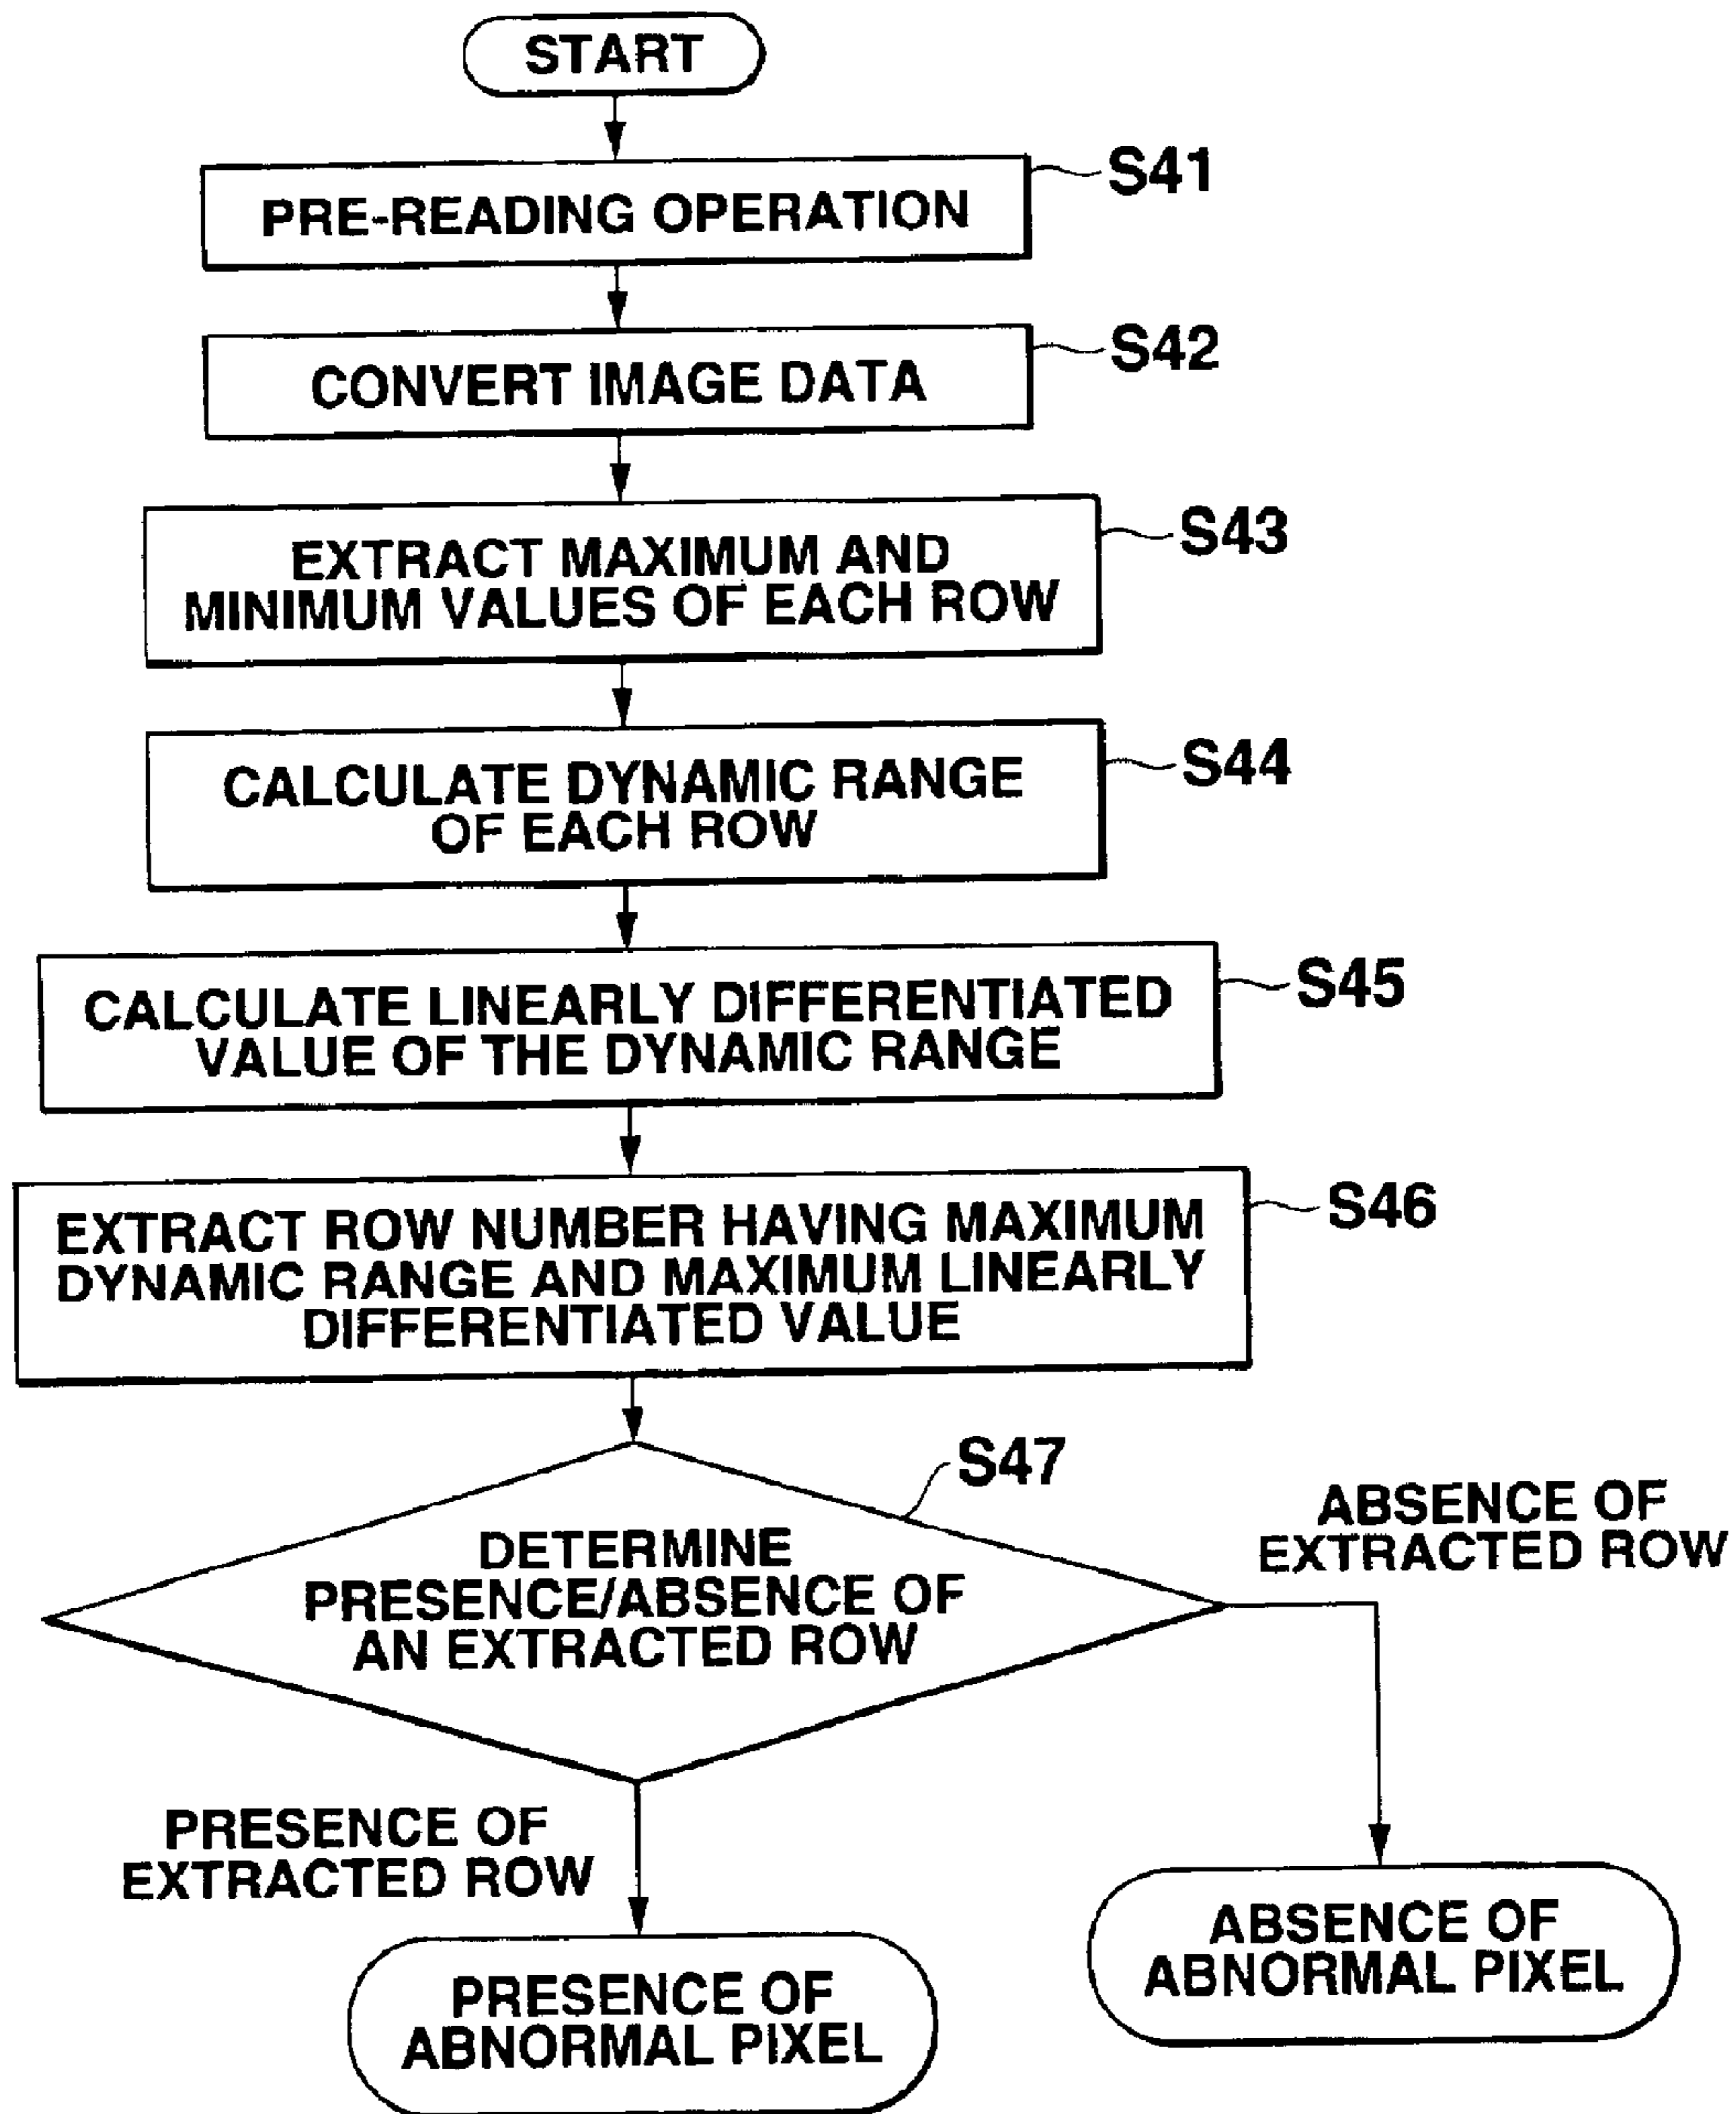 START
S41
PRE-READING OPERATION
S42
CONVERT IMAGE DATA
S43
EXTRACT MAXIMUM AND
MINIMUM VALUES OF EACH ROW
S44
CALCULATE DYNAMIC RANGE
OF EACH ROW
S45
CALCULATE LINEARLY DIFFERENTIATED
VALUE OF THE DYNAMIC RANGE
S46
EXTRACT ROW NUMBER HAVING MAXIMUM
DYNAMIC RANGE AND MAXIMUM LINEARLY
DIFFERENTIATED VALUE
S47
DETERMINE
PRESENCE/ABSENCE OF
AN EXTRACTED ROW
ABSENCE OF
EXTRACTED ROW
PRESENCE OF
EXTRACTED ROW
ABSENCE OF
ABNORMAL PIXEL
PRESENCE OF
ABNORMAL PIXEL